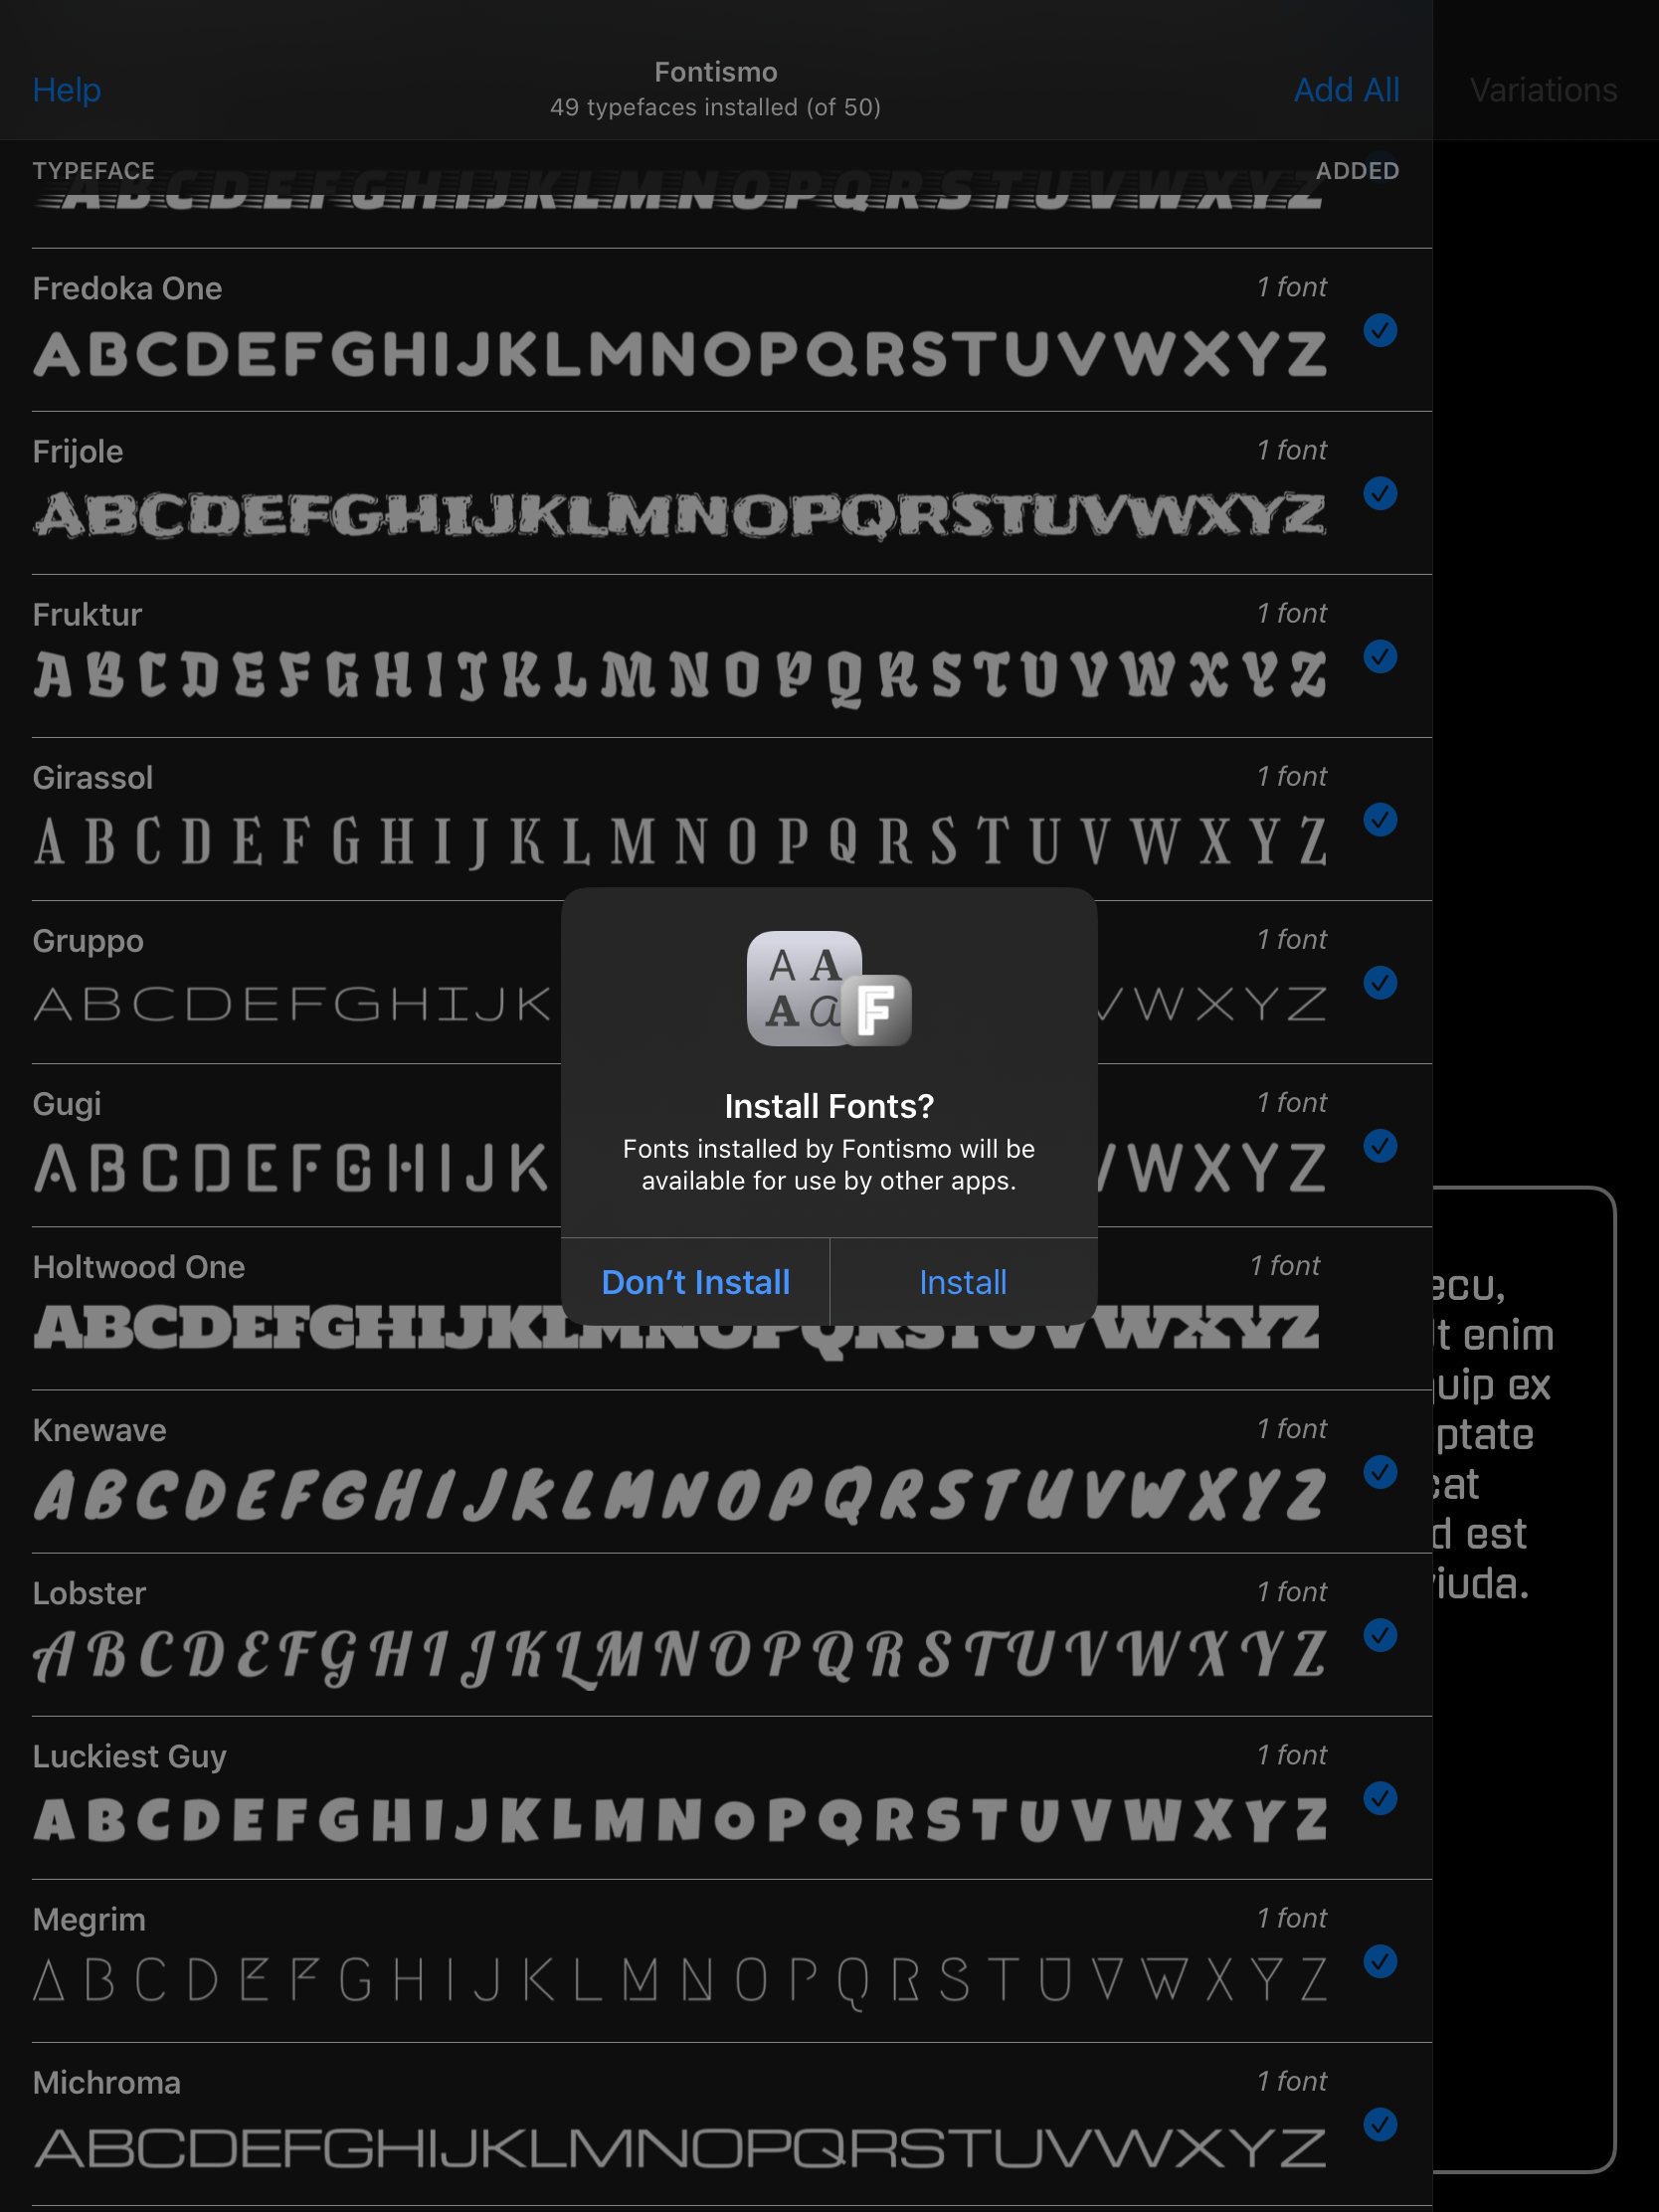 Help
Fontismo
49 typefaces installed (of 50)
Add All
Variations
TYPEFACE
ADDED
ABCDEFGHIJKLMNOPQRSTUVWXYZ
Fredoka One
1 font
ABCDEFGHIJKLMNOPQRSTUVWXYZ
Frijole
1 font
ABCDEFGHIJKLMNOPQRSTUVWXYZ
Fruktur
1 font
ABCDEFGHIJKLMNOPQRSTUVWXYZ
Girassol
1 font
ABCDEFGHIJKLMNOPQRSTUVWXYZ
Gruppo
1 font
ABCDEFGHIJK
WXYZ
Gugi
1 font
ABCDEFGHIJK
WXYZ
A A
A @
F
Install Fonts?
Fonts installed by Fontismo will be
available for use by other apps.
Don’t Install
Install
Holtwood One
1 font
ABCDEFGHIJKLMNOPQRSTUVWXYZ
Knewave
1 font
ABCDEFGHIJKLMNOPQRSTUVWXYZ
Lobster
1 font
ABCDEFGHIJKLMNOPQRSTUVWXYZ
Luckiest Guy
1 font
ABCDEFGHIJKLMNOPQRSTUVWXYZ
Megrim
1 font
ABCDEFGHIJKLMNOPQRSTUVWXYZ
Michroma
1 font
ABCDEFGHIJKLMNOPQRSTUVWXYZ
ecu,
t enim
uip ex
ptate
cat
d est
iuda.